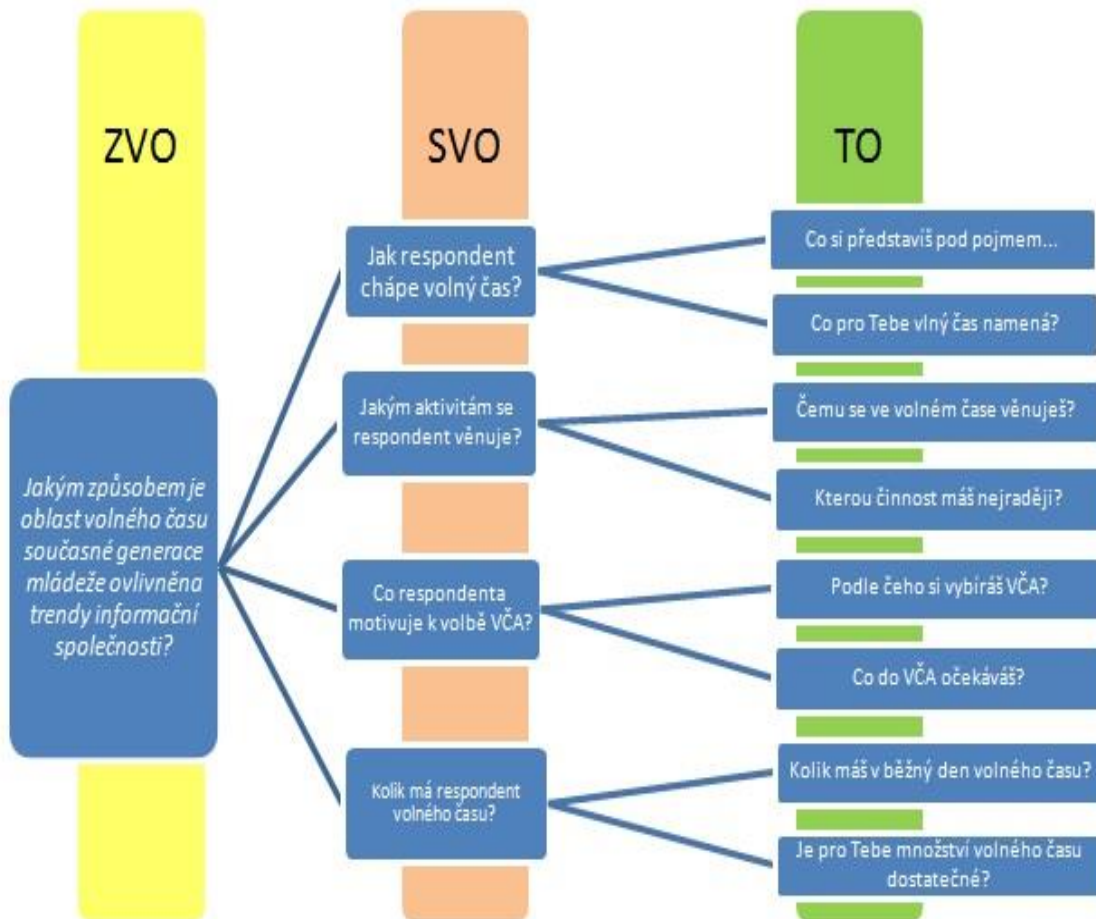 ZVO
SVO
TO
Jakým způsobem je
oblast volného času
současné generace
mládeže ovlivněna
trendy informační
společnosti?
Jak respondent
chápe volný čas?
Co si představíš pod pojmem...
Co pro Tebe vlný čas namená?
Jakým aktivitám se
respondent věnuje?
Čemu se ve volném čase věnuješ?
Kterou činnost máš nejraději?
Co respondenta
motivuje k volbě VČA?
Podle čeho si vybíráš VČA?
Co do VČA očekáváš?
Kolik má respondent
volného času?
Kolik máš v běžný den volného času?
Je pro Tebe množství volného času
dostatečné?